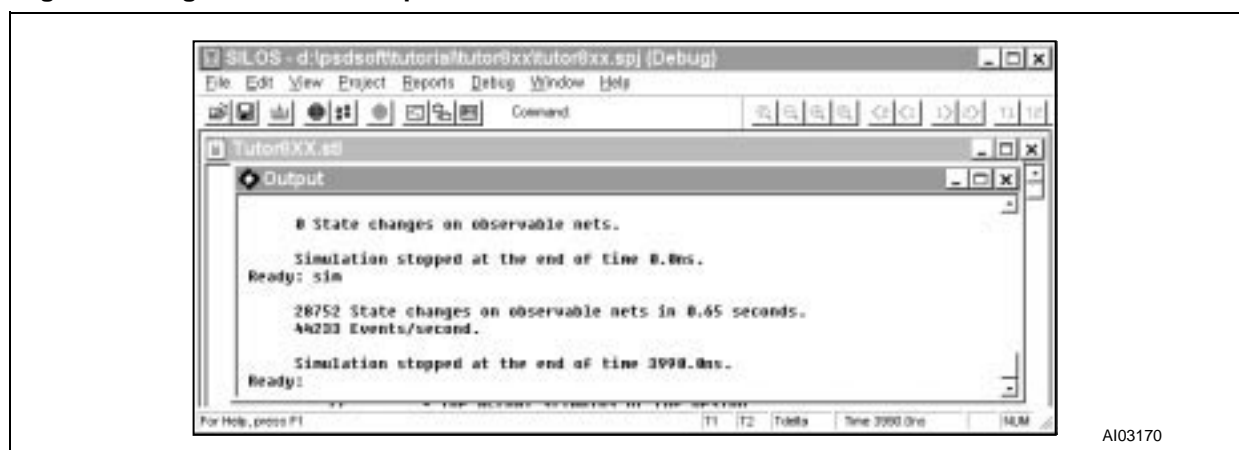 SILOS - d:\psdsoft\tutorial\tutor8xx\tutor8xx.spj (Debug)
File Edit View Project Reports Debug Window Help
Command:
T1 T2
Tutor8XX.stl
Output
0 State changes on observable nets.
Simulation stopped at the end of time 0.0ns.
Ready: sim
28752 State changes on observable nets in 0.65 seconds.
44233 Events/second.
Simulation stopped at the end of time 3990.0ns.
Ready:
For Help, press F1 T1 T2 Tdelta Time 3990.0ns NUM
AI03170